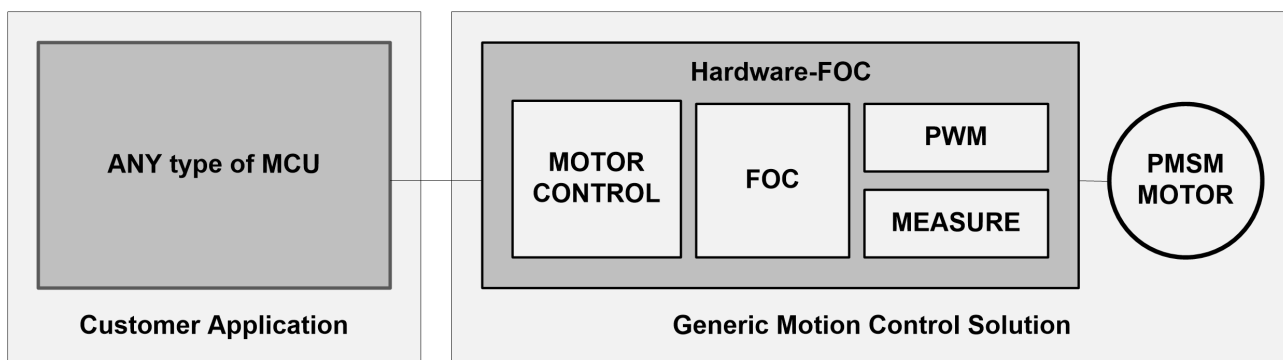 ANY type of MCU
Customer Application
Hardware-FOC
MOTOR
CONTROL
FOC
PWM
MEASURE
PMSM
MOTOR
Generic Motion Control Solution